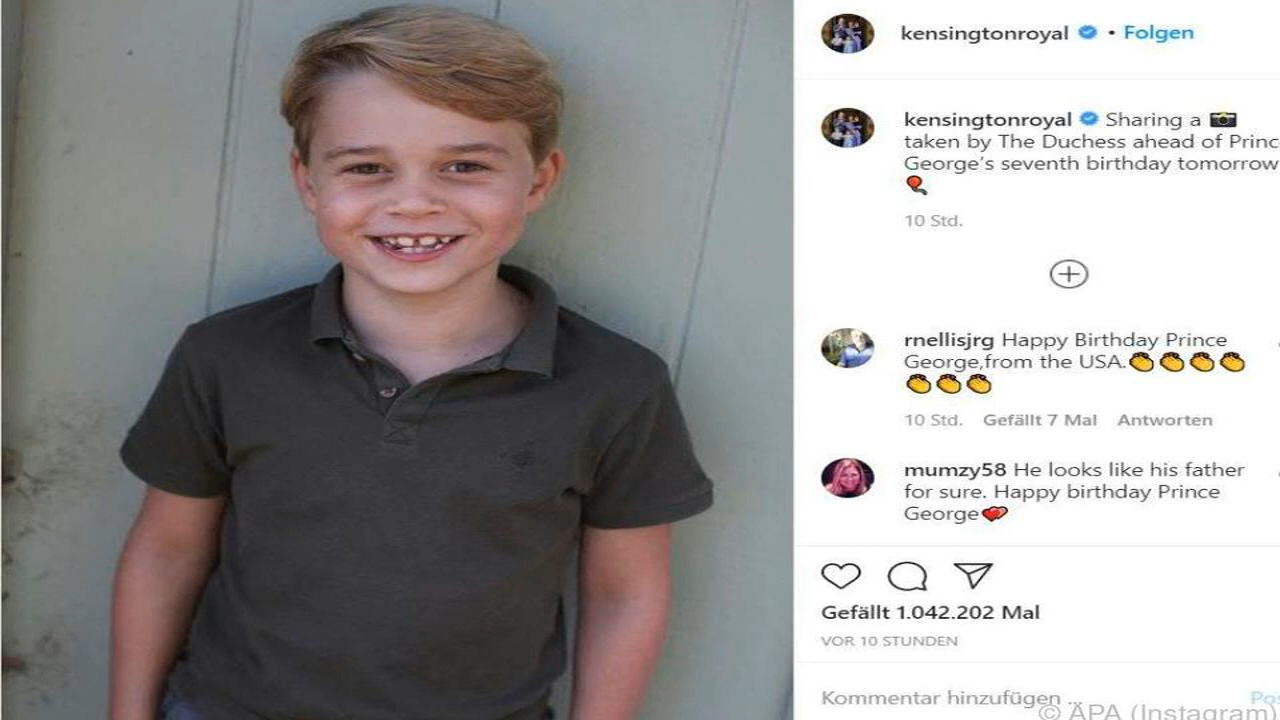 kensingtonroyal • Folgen
kensingtonroyal Sharing a 📷
taken by The Duchess ahead of Princ
George's seventh birthday tomorrow
🎈
10 Std.
rnellisjrg Happy Birthday Prince
George,from the USA.👏👏👏👏
👏👏👏
10 Std. Gefällt 7 Mal Antworten
mumzy58 He looks like his father
for sure. Happy birthday Prince
George💕
Gefällt 1.042.202 Mal
VOR 10 STUNDEN
Kommentar hinzufügen ... Pos
© APA (Instagram)